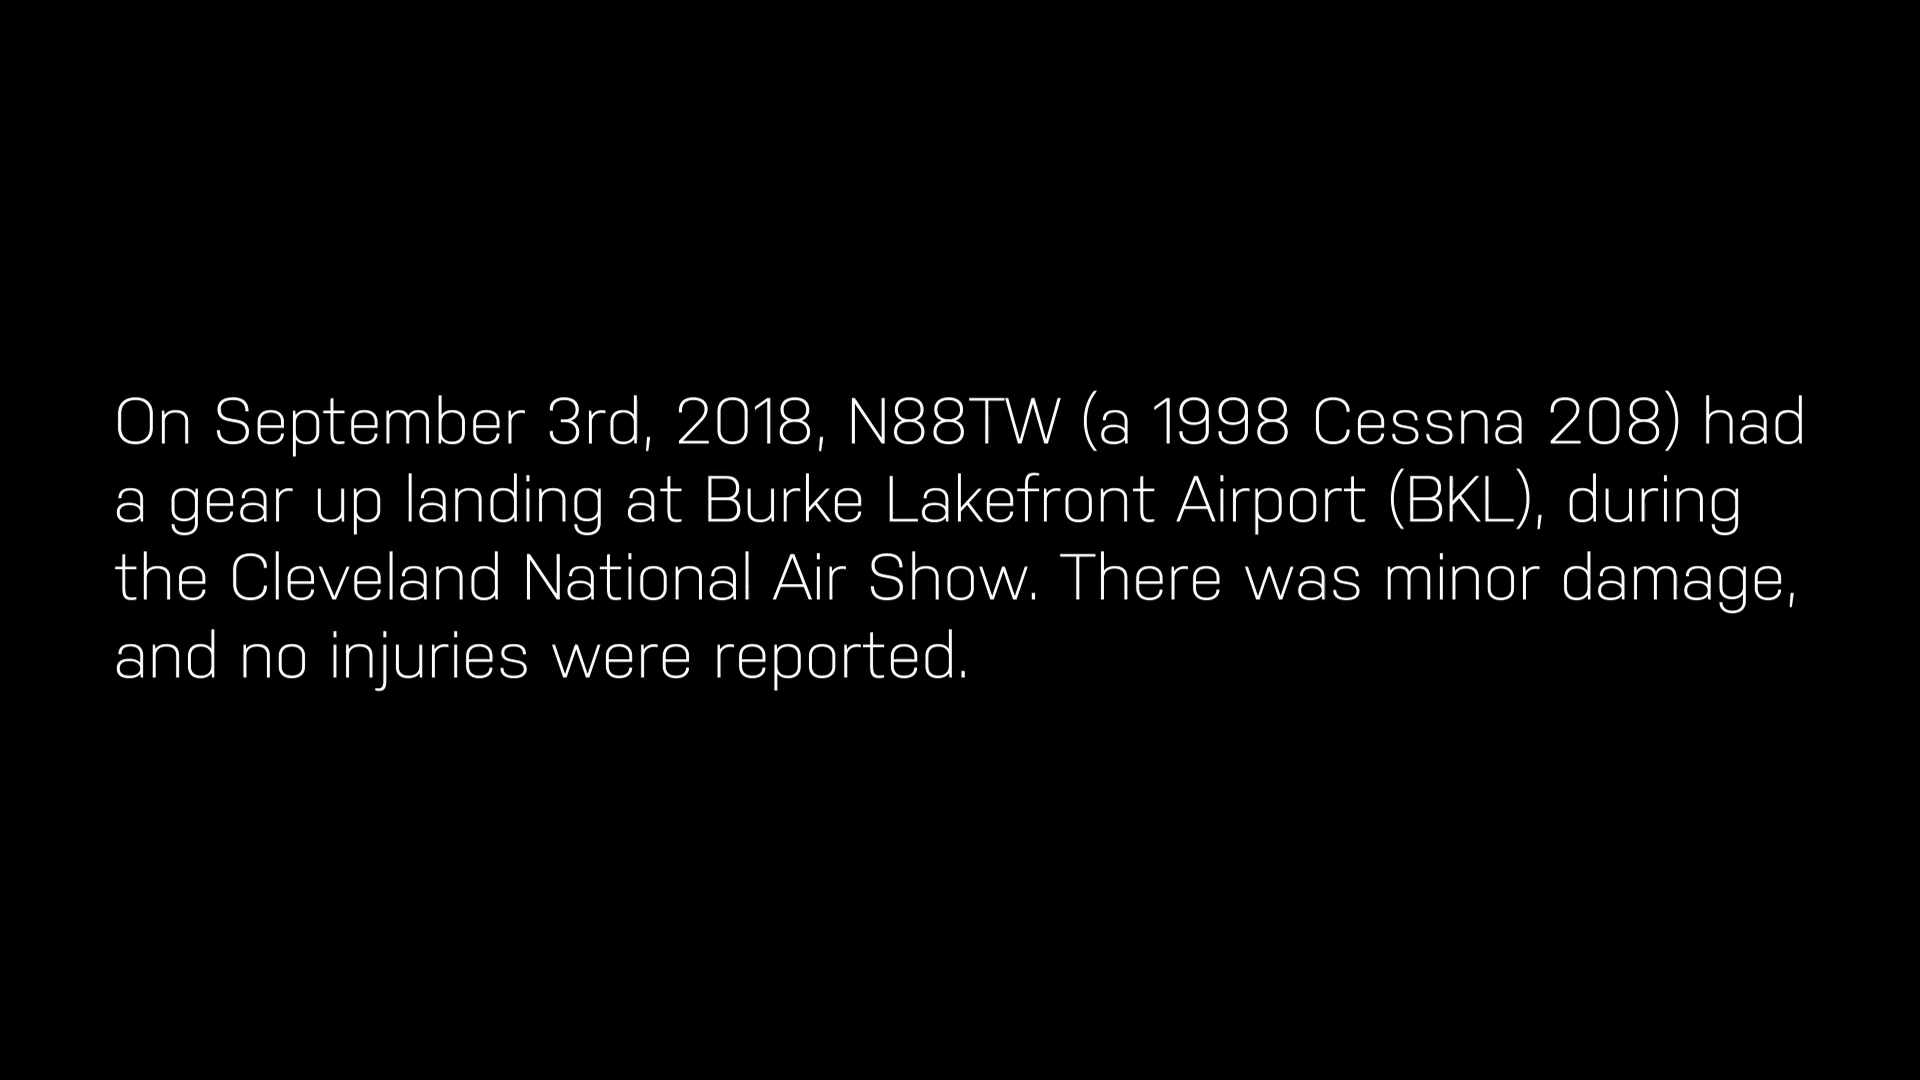 On September 3rd, 2018, N88TW (a 1998 Cessna 208) had
a gear up landing at Burke Lakefront Airport (BKL), during
the Cleveland National Air Show. There was minor damage,
and no injuries were reported.